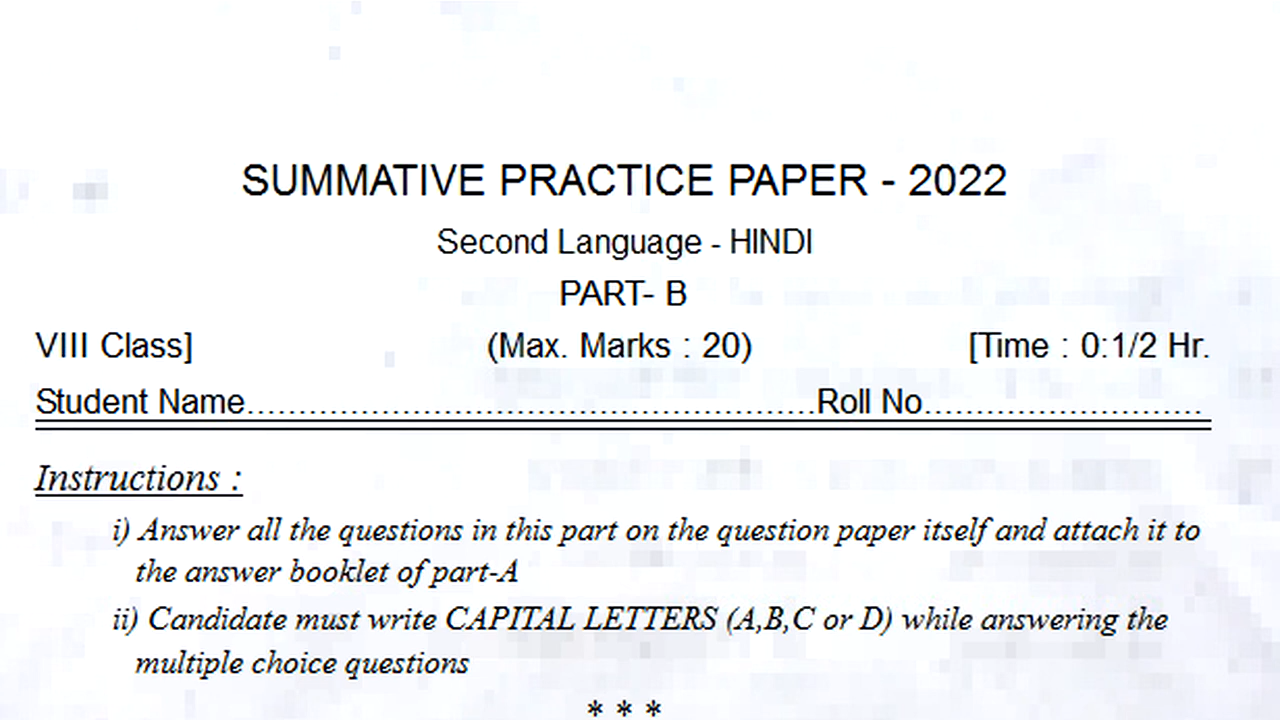 SUMMATIVE PRACTICE PAPER - 2022
Second Language - HINDI
PART- B
VIII Class] (Max. Marks : 20) [Time : 0:1/2 Hr.
Student Name.......................................................Roll No...........................
Instructions :
i) Answer all the questions in this part on the question paper itself and attach it to
the answer booklet of part-A
ii) Candidate must write CAPITAL LETTERS (A,B,C or D) while answering the
multiple choice questions
* * *